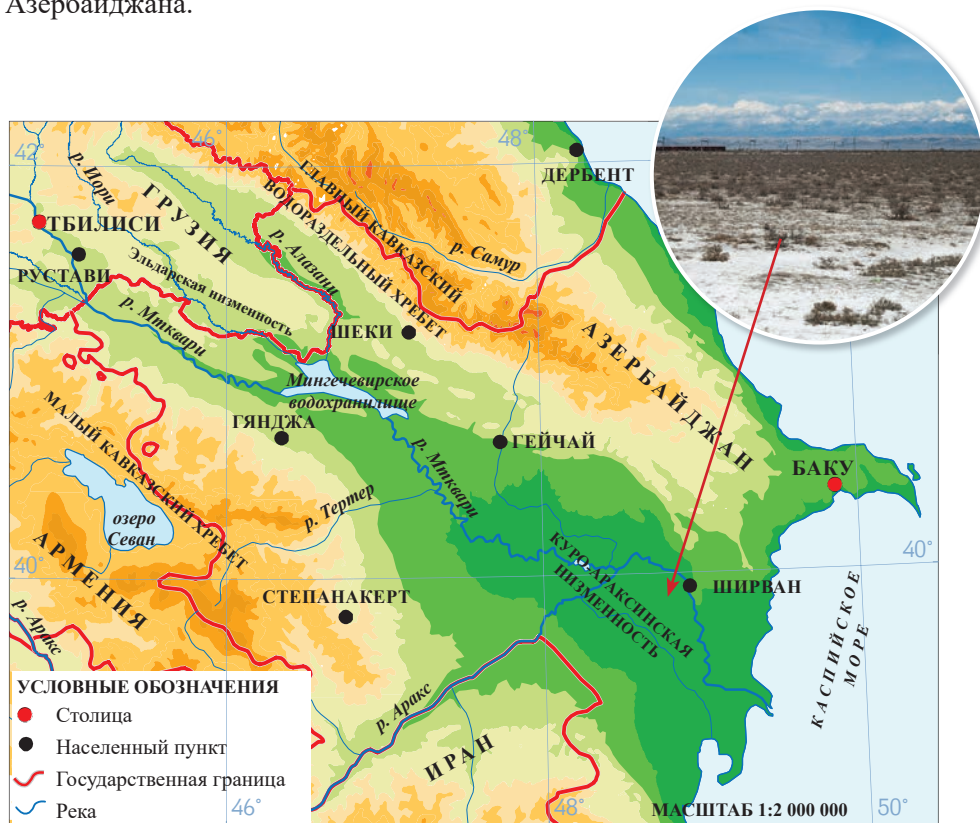 Азербайджана.
46°
48°
42°
ДЕРБЕНТ
р. Иори
ГРУЗИЯ
ГЛАВНЫЙ КАВКАЗСКИЙ
ВОДОРАЗДЕЛЬНЫЙ ХРЕБЕТ
р. Самур
ТБИЛИСИ
р. Алазани
РУСТАВИ
Эльдарская низменность
р. Мтквари
ШЕКИ
АЗЕРБАЙДЖАН
Мингечевирское
водохранилище
МАЛЫЙ КАВКАЗСКИЙ ХРЕБЕТ
ГЯНДЖА
р. Мтквари
ГЕЙЧАЙ
БАКУ
р. Тертер
озеро
Севан
АРМЕНИЯ
40°
КУРО-АРАКСИНСКАЯ
НИЗМЕННОСТЬ
40°
ШИРВАН
СТЕПАНАКЕРТ
р. Аракс
КАСПИЙСКОЕ
МОРЕ
р. Аракс
ИРАН
УСЛОВНЫЕ ОБОЗНАЧЕНИЯ
Столица
Населенный пункт
Государственная граница
Река
46°
48°
МАСШТАБ 1:2 000 000
50°